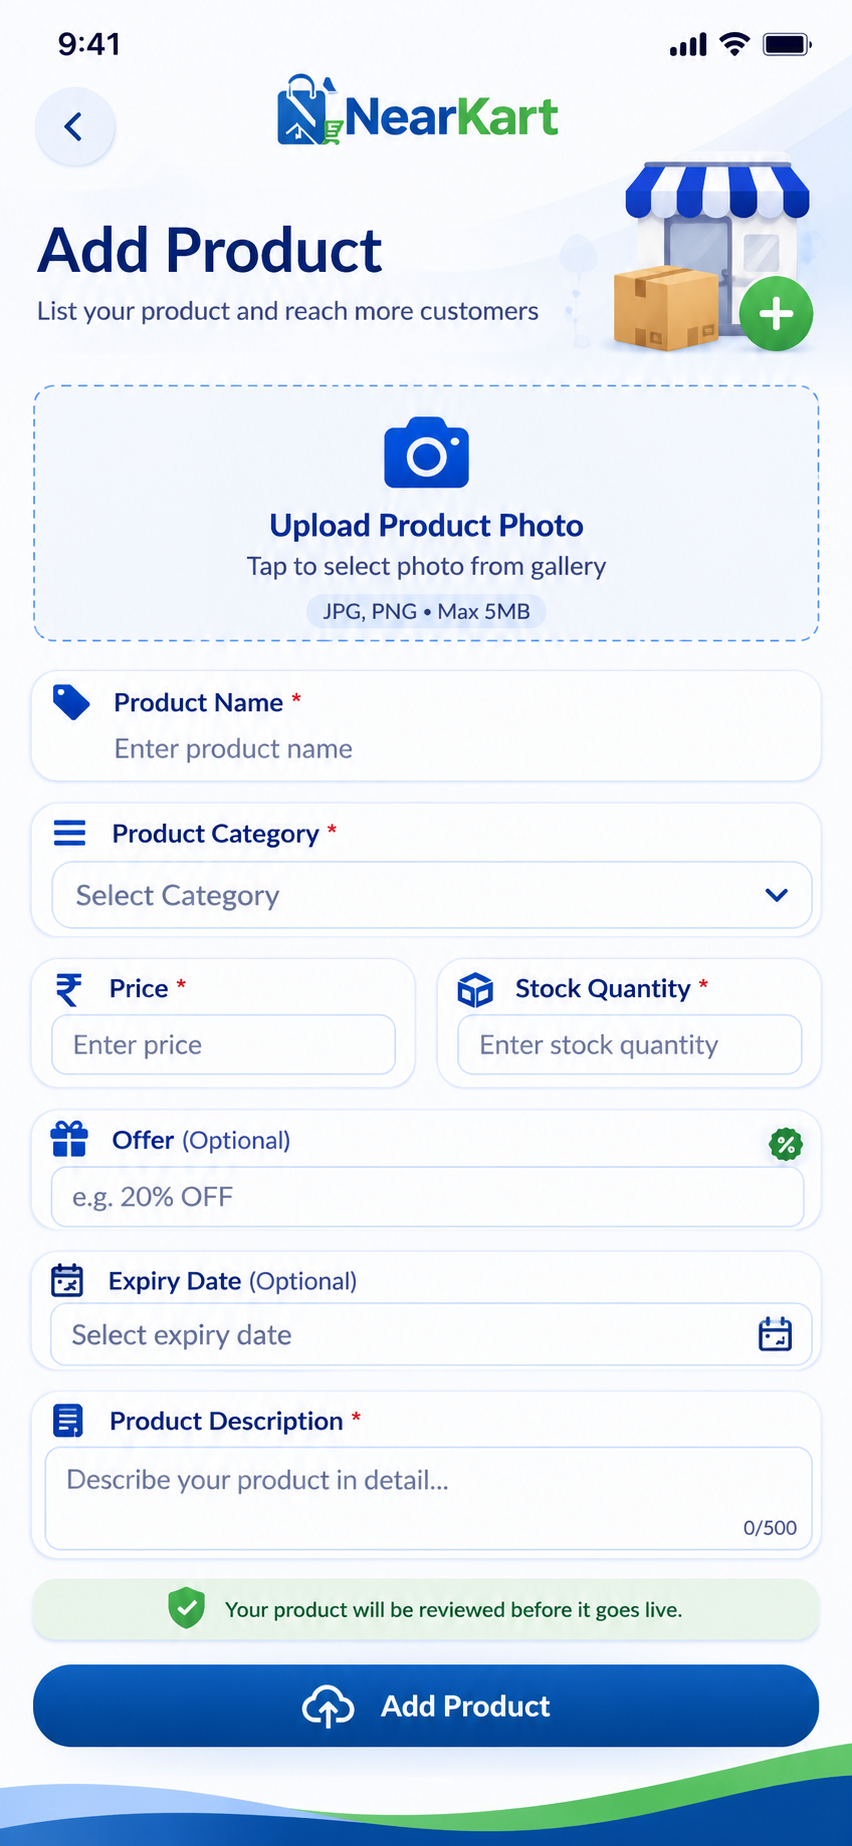 9:41
NearKart
Add Product
List your product and reach more customers
Upload Product Photo
Tap to select photo from gallery
JPG, PNG • Max 5MB
Product Name *
Enter product name
Product Category *
Select Category
₹ Price *
Enter price
Stock Quantity *
Enter stock quantity
Offer (Optional)
%
e.g. 20% OFF
Expiry Date (Optional)
Select expiry date
Product Description *
Describe your product in detail...
0/500
Your product will be reviewed before it goes live.
Add Product